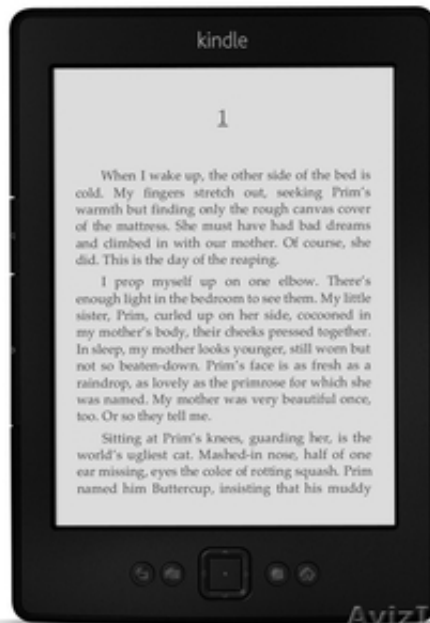 kindle
1
When I wake up, the other side of the bed is
cold. My fingers stretch out, seeking Prim's
warmth but finding only the rough canvas cover
of the mattress. She must have had bad dreams
and climbed in with our mother. Of course, she
did. This is the day of the reaping.
I prop myself up on one elbow. There's
enough light in the bedroom to see them. My little
sister, Prim, curled up on her side, cocooned in
my mother's body, their cheeks pressed together.
In sleep, my mother looks younger, still worn but
not so beaten-down. Prim's face is as fresh as a
raindrop, as lovely as the primrose for which she
was named. My mother was very beautiful once,
too. Or so they tell me.
Sitting at Prim's knees, guarding her, is the
world's ugliest cat. Mashed-in nose, half of one
ear missing, eyes the color of rotting squash. Prim
named him Buttercup, insisting that his muddy